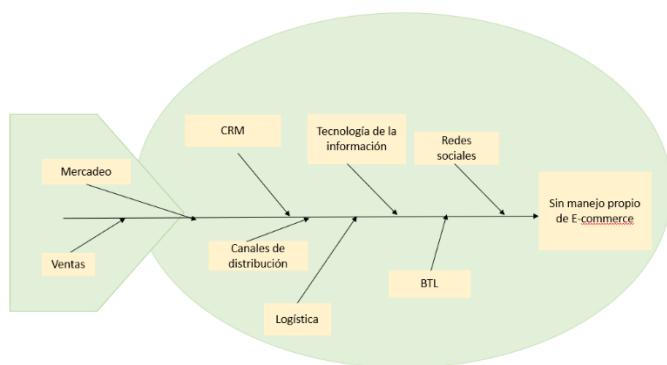 CRM
Tecnología de la
información
Redes
sociales
Mercadeo
Sin manejo propio
de E-commerce
Canales de
distribución
Ventas
BTL
Logística